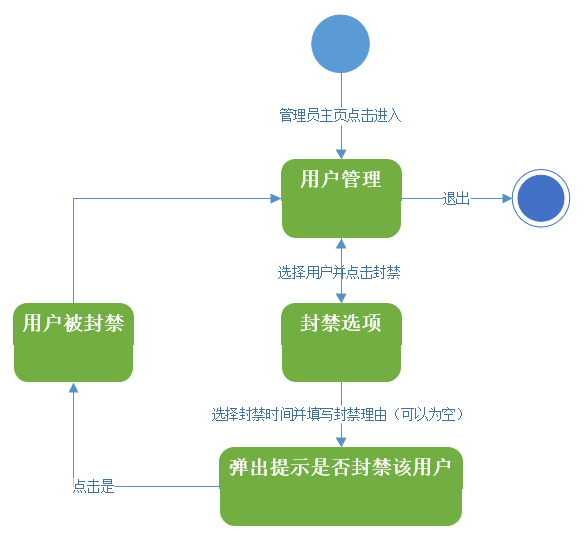 管理员主页点击进入
用户管理
退出
选择用户并点击封禁
用户被封禁
封禁选项
选择封禁时间并填写封禁理由（可以为空）
弹出提示是否封禁该用户
点击是